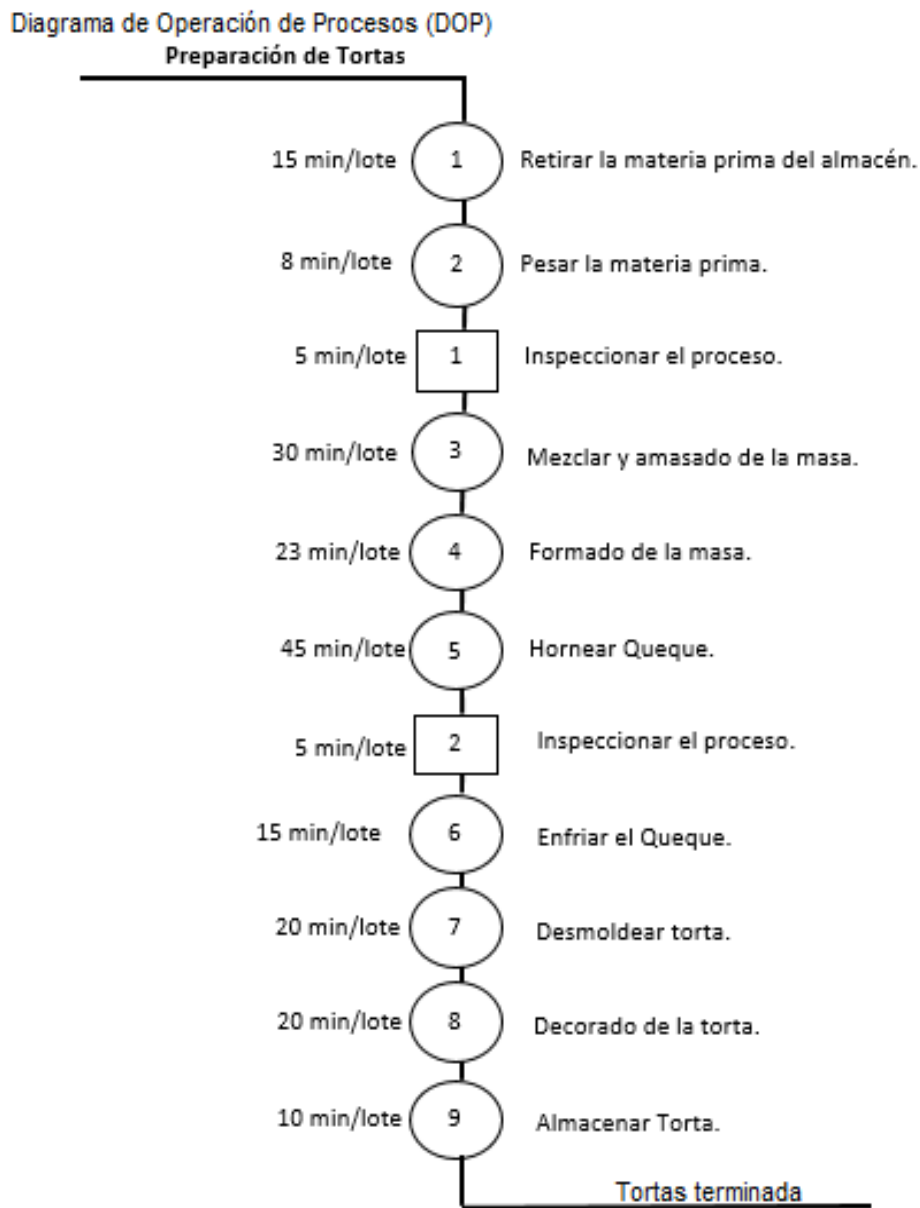 Diagrama de Operación de Procesos (DOP)
Preparación de Tortas
15 min/lote 1 Retirar la materia prima del almacén.
8 min/lote 2 Pesar la materia prima.
5 min/lote 1 Inspeccionar el proceso.
30 min/lote 3 Mezclar y amasado de la masa.
23 min/lote 4 Formado de la masa.
45 min/lote 5 Hornear Queque.
5 min/lote 2 Inspeccionar el proceso.
15 min/lote 6 Enfriar el Queque.
20 min/lote 7 Desmoldear torta.
20 min/lote 8 Decorado de la torta.
10 min/lote 9 Almacenar Torta.
Tortas terminada